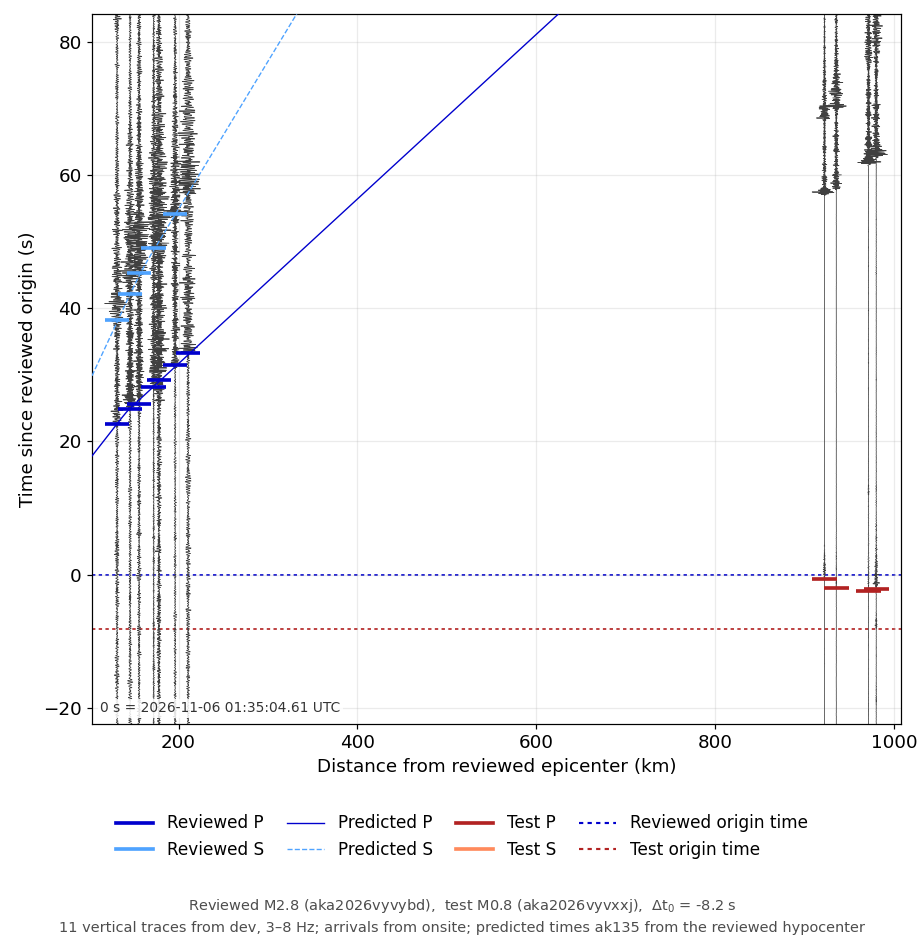 80
60
40
20
0
−20
Time since reviewed origin (s)
0 s = 2026-11-06 01:35:04.61 UTC
200 400 600 800 1000
Distance from reviewed epicenter (km)
Reviewed P Predicted P Test P Reviewed origin time
Reviewed S Predicted S Test S Test origin time
Reviewed M2.8 (aka2026vyvybd), test M0.8 (aka2026vyvxxj), Δt₀ = -8.2 s
11 vertical traces from dev, 3–8 Hz; arrivals from onsite; predicted times ak135 from the reviewed hypocenter